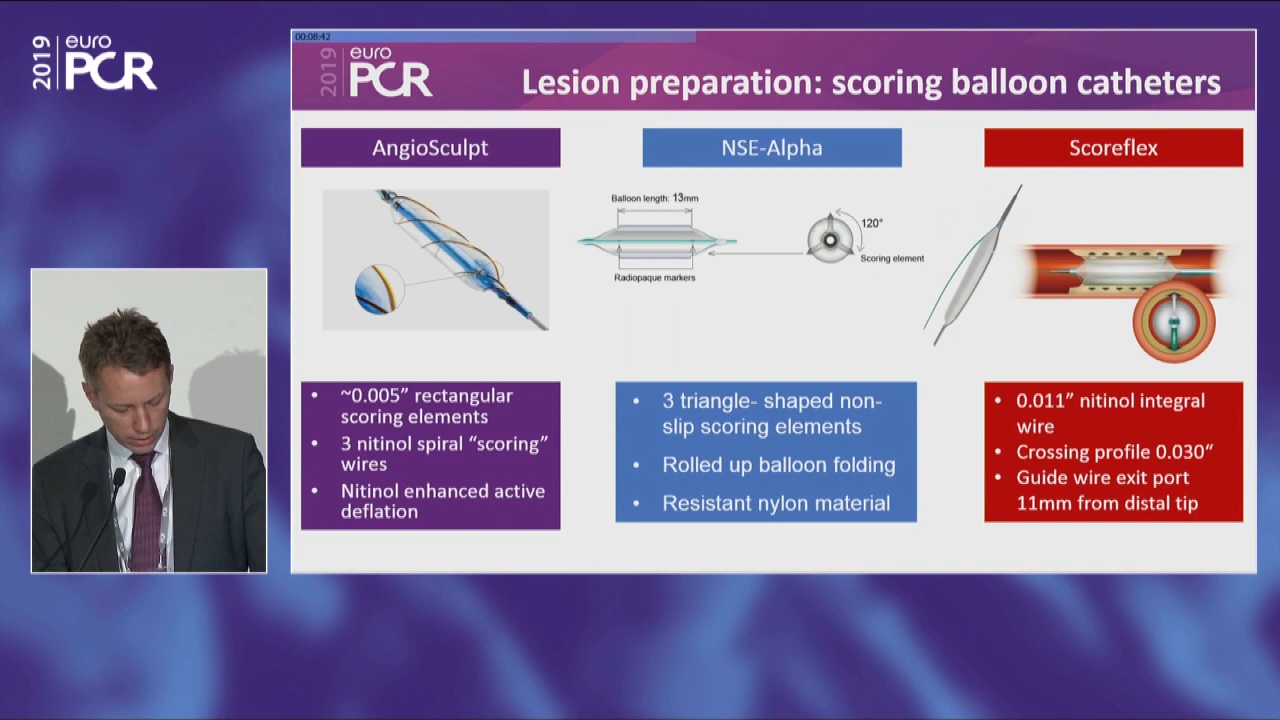 2019
euro
PCR
00:08:42
2019
euro
PCR
Lesion preparation: scoring balloon catheters
AngioSculpt
NSE-Alpha
Scoreflex
Balloon length: 13mm
Radiopaque markers
120°
Scoring element
• ~0.005” rectangular
scoring elements
• 3 nitinol spiral “scoring”
wires
• Nitinol enhanced active
deflation
• 3 triangle- shaped non-
slip scoring elements
• Rolled up balloon folding
• Resistant nylon material
• 0.011” nitinol integral
wire
• Crossing profile 0.030“
• Guide wire exit port
11mm from distal tip